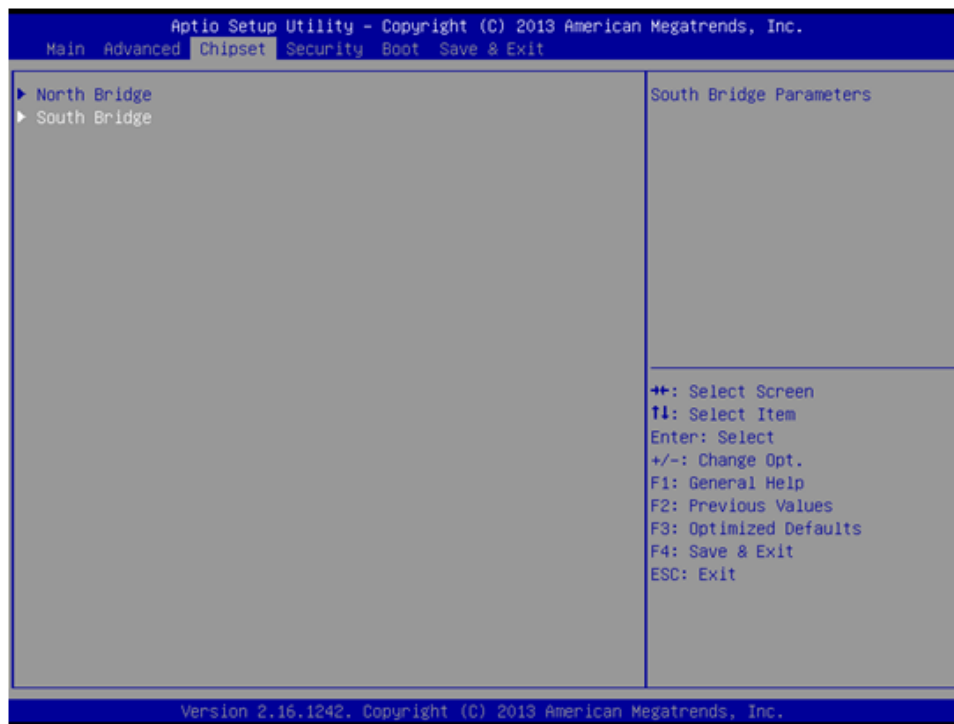 Aptio Setup Utility – Copyright (C) 2013 American Megatrends, Inc.
Main Advanced Chipset Security Boot Save & Exit
▶ North Bridge
▶ South Bridge
South Bridge Parameters
→←: Select Screen
↑↓: Select Item
Enter: Select
+/-: Change Opt.
F1: General Help
F2: Previous Values
F3: Optimized Defaults
F4: Save & Exit
ESC: Exit
Version 2.16.1242. Copyright (C) 2013 American Megatrends, Inc.